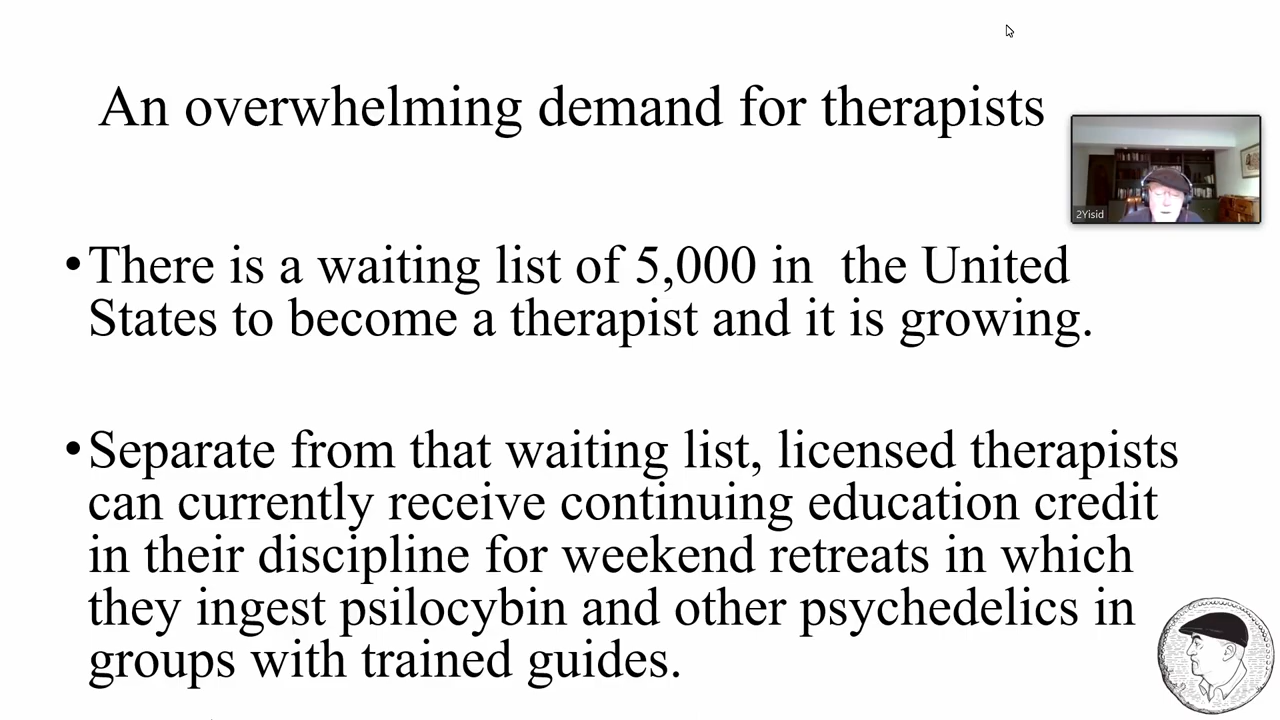 An overwhelming demand for therapists
2Yisid
• There is a waiting list of 5,000 in  the United
States to become a therapist and it is growing.
• Separate from that waiting list, licensed therapists
can currently receive continuing education credit
in their discipline for weekend retreats in which
they ingest psilocybin and other psychedelics in
groups with trained guides.